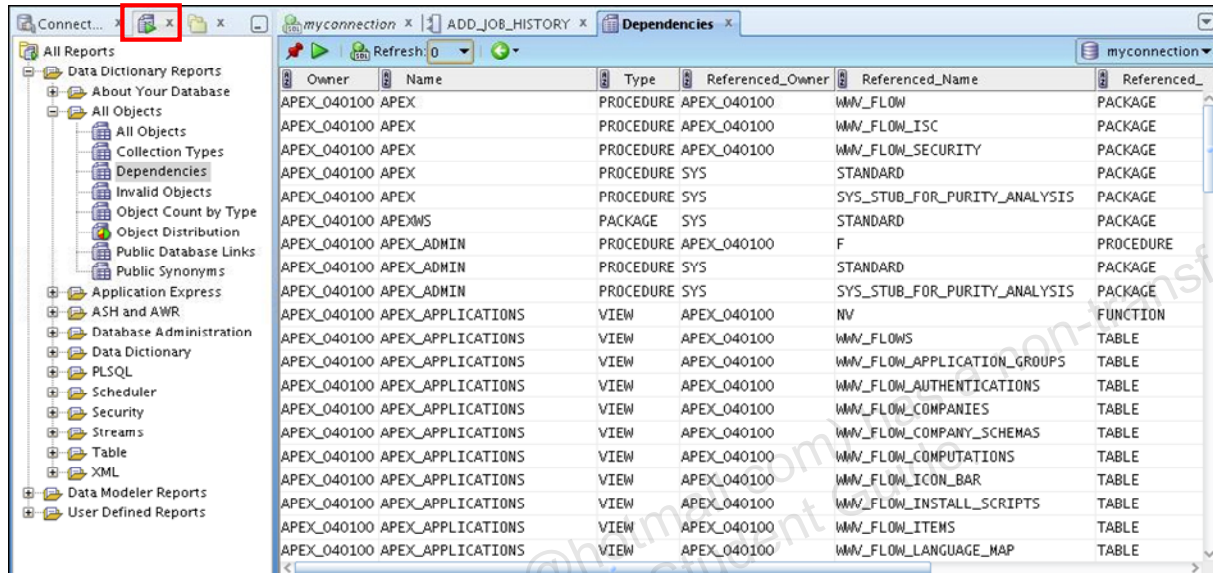 Connect... x x x
All Reports
Data Dictionary Reports
About Your Database
All Objects
All Objects
Collection Types
Dependencies
Invalid Objects
Object Count by Type
Object Distribution
Public Database Links
Public Synonyms
Application Express
ASH and AWR
Database Administration
Data Dictionary
PLSQL
Scheduler
Security
Streams
Table
XML
Data Modeler Reports
User Defined Reports
myconnection x ADD_JOB_HISTORY x Dependencies x
Refresh: 0 myconnection
Owner Name Type Referenced_Owner Referenced_Name Referenced_
APEX_040100 APEX PROCEDURE APEX_040100 WWV_FLOW PACKAGE
APEX_040100 APEX PROCEDURE APEX_040100 WWV_FLOW_ISC PACKAGE
APEX_040100 APEX PROCEDURE APEX_040100 WWV_FLOW_SECURITY PACKAGE
APEX_040100 APEX PROCEDURE SYS STANDARD PACKAGE
APEX_040100 APEX PROCEDURE SYS SYS_STUB_FOR_PURITY_ANALYSIS PACKAGE
APEX_040100 APEXWS PACKAGE SYS STANDARD PACKAGE
APEX_040100 APEX_ADMIN PROCEDURE APEX_040100 F PROCEDURE
APEX_040100 APEX_ADMIN PROCEDURE SYS STANDARD PACKAGE
APEX_040100 APEX_ADMIN PROCEDURE SYS SYS_STUB_FOR_PURITY_ANALYSIS PACKAGE
APEX_040100 APEX_APPLICATIONS VIEW APEX_040100 NV FUNCTION
APEX_040100 APEX_APPLICATIONS VIEW APEX_040100 WWV_FLOWS TABLE
APEX_040100 APEX_APPLICATIONS VIEW APEX_040100 WWV_FLOW_APPLICATION_GROUPS TABLE
APEX_040100 APEX_APPLICATIONS VIEW APEX_040100 WWV_FLOW_AUTHENTICATIONS TABLE
APEX_040100 APEX_APPLICATIONS VIEW APEX_040100 WWV_FLOW_COMPANIES TABLE
APEX_040100 APEX_APPLICATIONS VIEW APEX_040100 WWV_FLOW_COMPANY_SCHEMAS TABLE
APEX_040100 APEX_APPLICATIONS VIEW APEX_040100 WWV_FLOW_COMPUTATIONS TABLE
APEX_040100 APEX_APPLICATIONS VIEW APEX_040100 WWV_FLOW_ICON_BAR TABLE
APEX_040100 APEX_APPLICATIONS VIEW APEX_040100 WWV_FLOW_INSTALL_SCRIPTS TABLE
APEX_040100 APEX_APPLICATIONS VIEW APEX_040100 WWV_FLOW_ITEMS TABLE
APEX_040100 APEX_APPLICATIONS VIEW APEX_040100 WWV_FLOW_LANGUAGE_MAP TABLE
@hotmail.com) has a non-transf
Student Guide